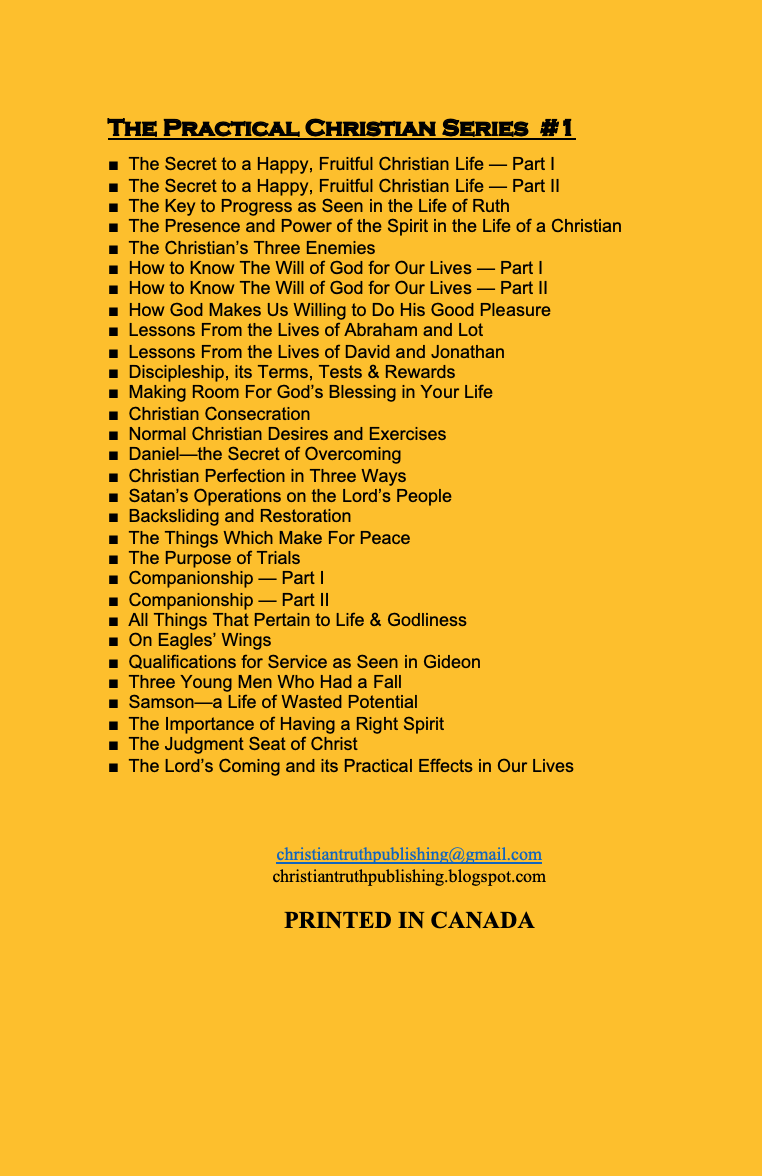 The Practical Christian Series #1
■ The Secret to a Happy, Fruitful Christian Life — Part I
■ The Secret to a Happy, Fruitful Christian Life — Part II
■ The Key to Progress as Seen in the Life of Ruth
■ The Presence and Power of the Spirit in the Life of a Christian
■ The Christian’s Three Enemies
■ How to Know The Will of God for Our Lives — Part I
■ How to Know The Will of God for Our Lives — Part II
■ How God Makes Us Willing to Do His Good Pleasure
■ Lessons From the Lives of Abraham and Lot
■ Lessons From the Lives of David and Jonathan
■ Discipleship, its Terms, Tests & Rewards
■ Making Room For God’s Blessing in Your Life
■ Christian Consecration
■ Normal Christian Desires and Exercises
■ Daniel—the Secret of Overcoming
■ Christian Perfection in Three Ways
■ Satan’s Operations on the Lord’s People
■ Backsliding and Restoration
■ The Things Which Make For Peace
■ The Purpose of Trials
■ Companionship — Part I
■ Companionship — Part II
■ All Things That Pertain to Life & Godliness
■ On Eagles’ Wings
■ Qualifications for Service as Seen in Gideon
■ Three Young Men Who Had a Fall
■ Samson—a Life of Wasted Potential
■ The Importance of Having a Right Spirit
■ The Judgment Seat of Christ
■ The Lord’s Coming and its Practical Effects in Our Lives
christiantruthpublishing@gmail.com
christiantruthpublishing.blogspot.com
PRINTED IN CANADA